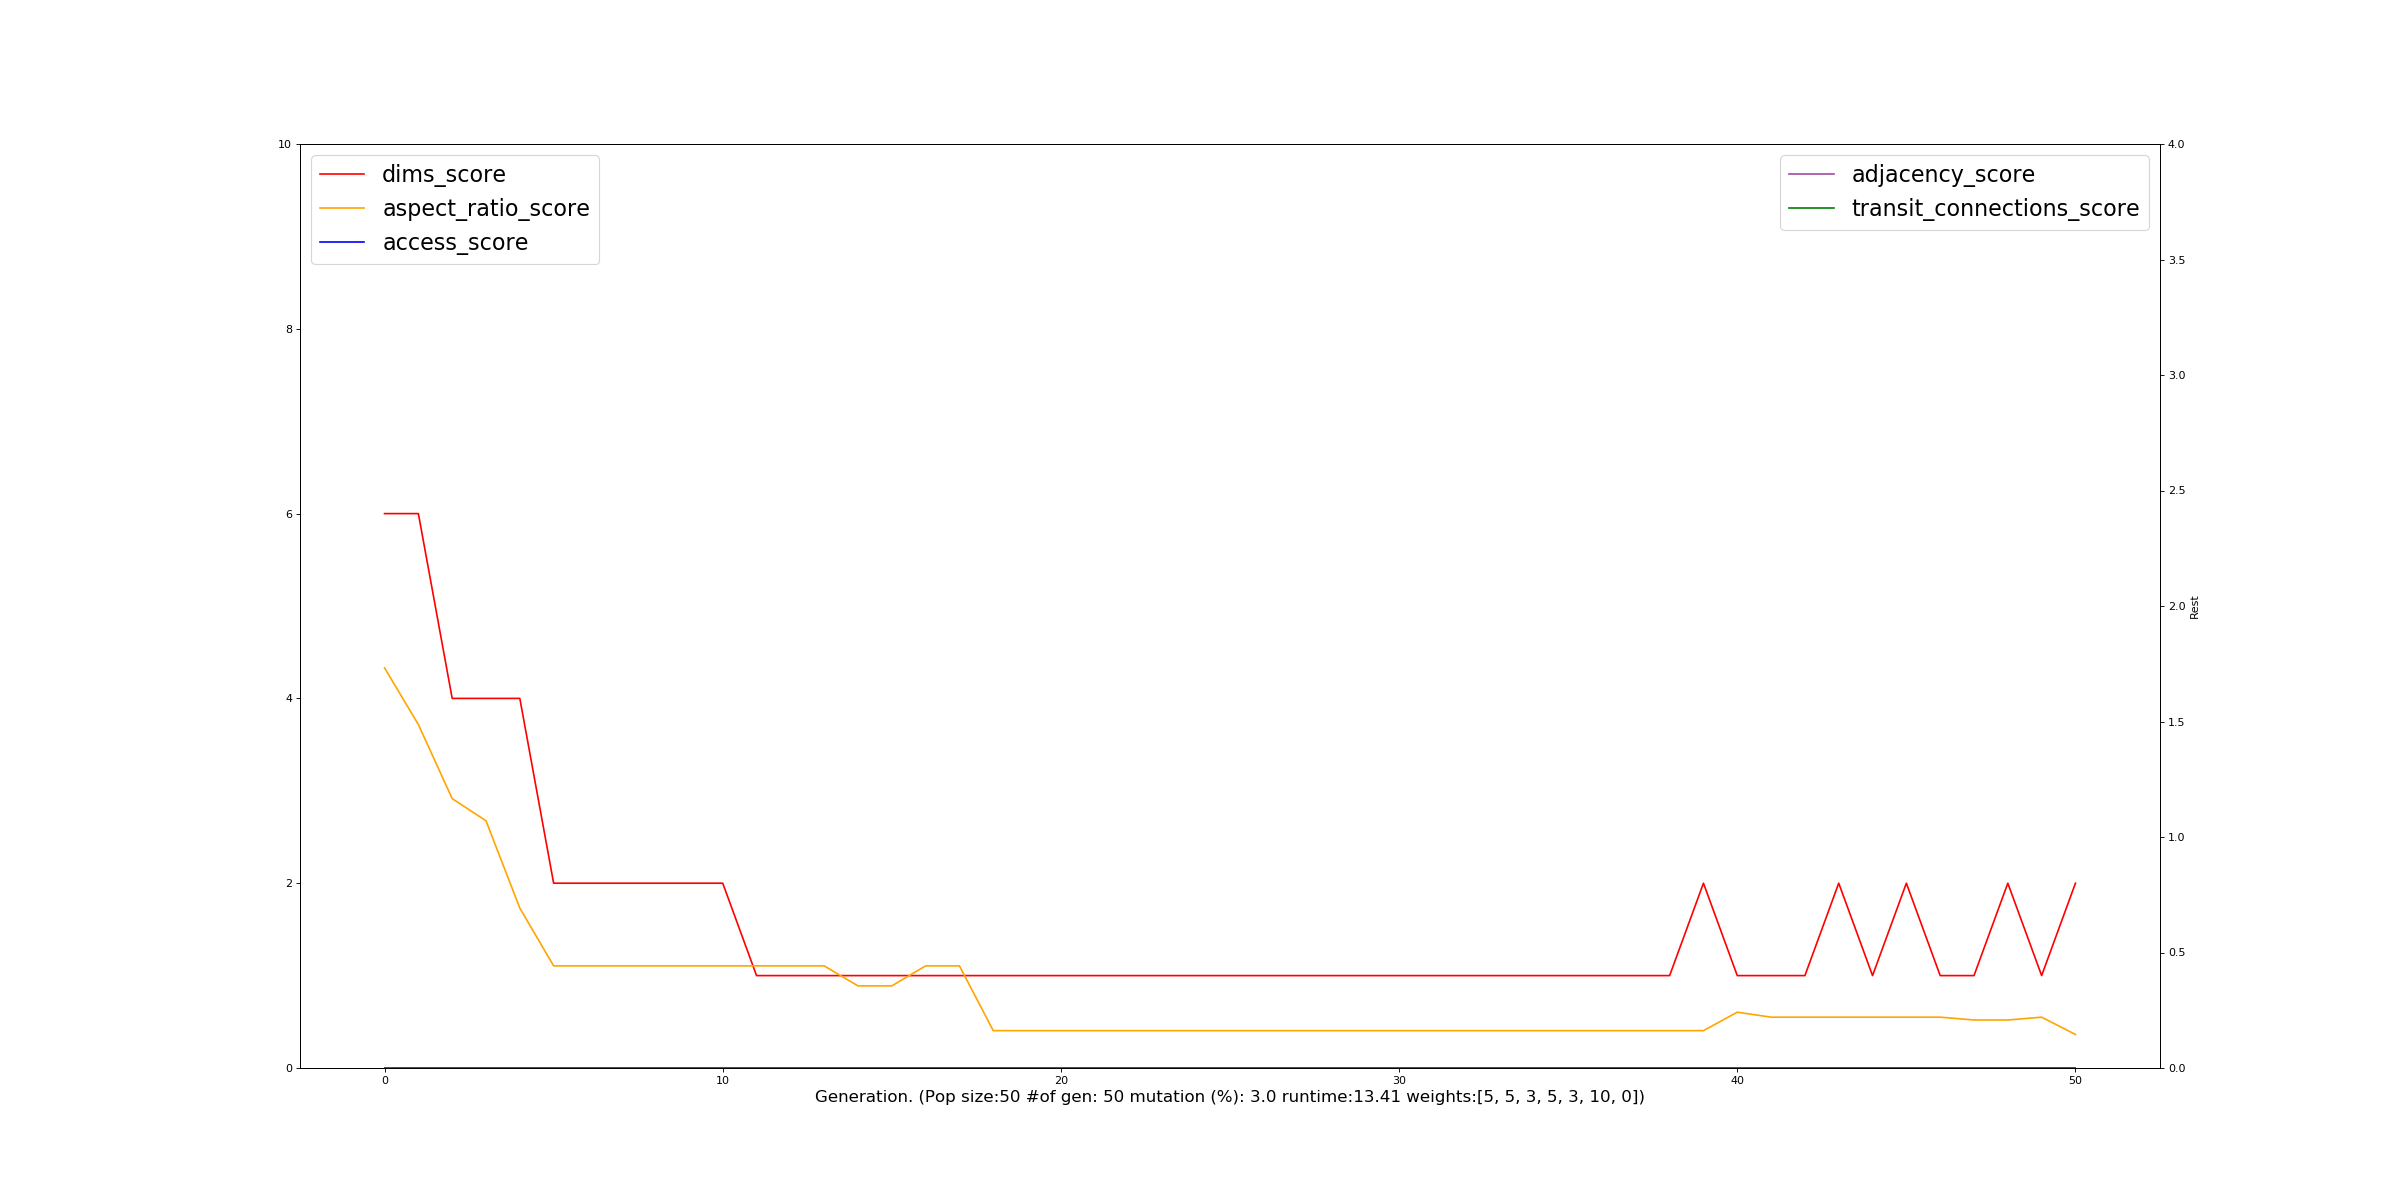 dims_score
aspect_ratio_score
access_score
adjacency_score
transit_connections_score
10
8
6
4
2
0
4.0
3.5
3.0
2.5
2.0
1.5
1.0
0.5
0.0
Rest
0 10 20 30 40 50
Generation. (Pop size:50 #of gen: 50 mutation (%): 3.0 runtime:13.41 weights:[5, 5, 3, 5, 3, 10, 0])